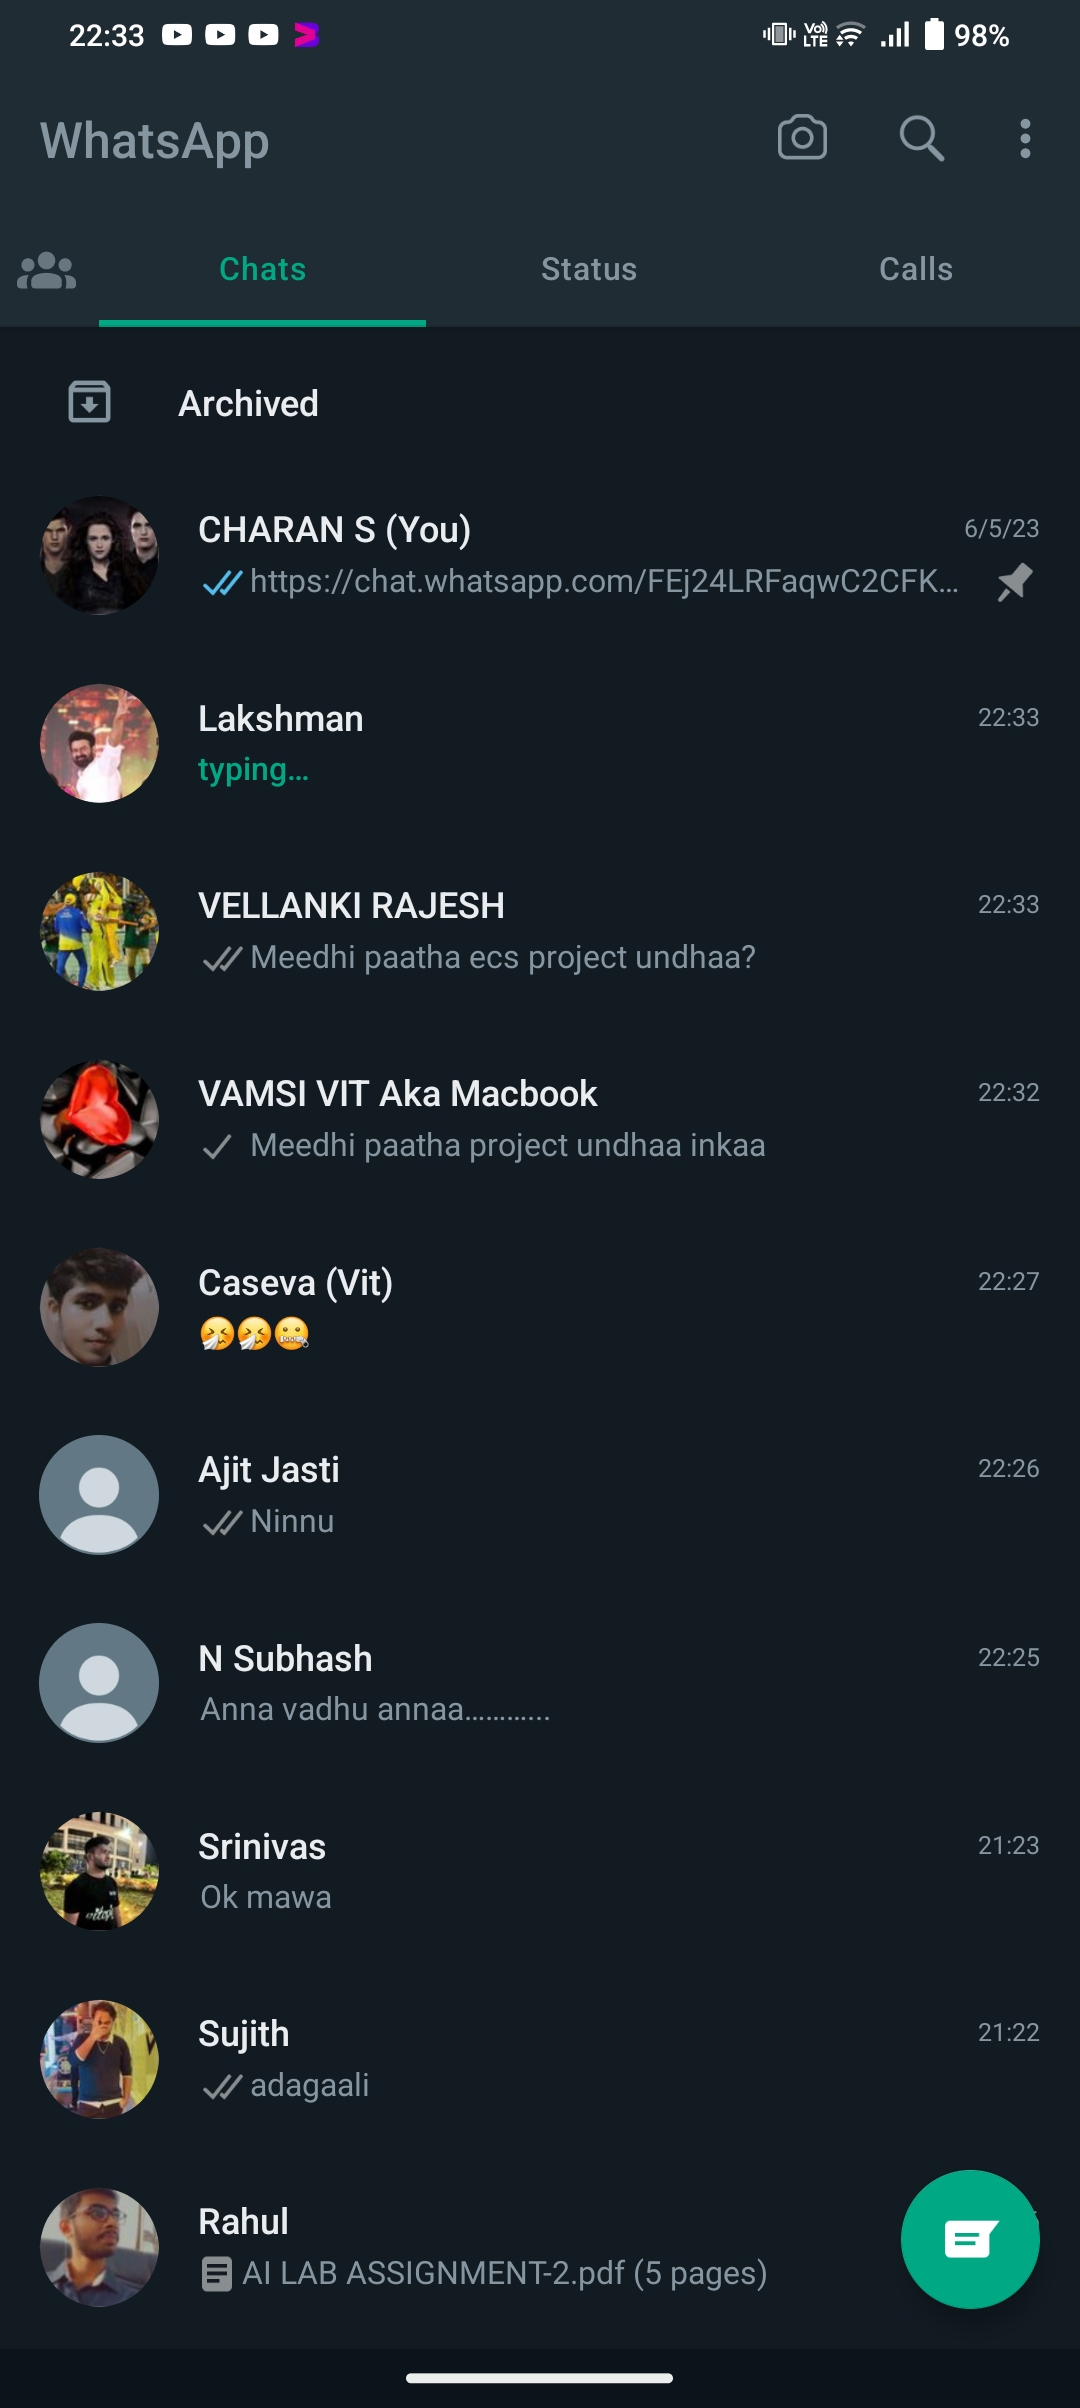 22:33
Vo)) LTE 98%
WhatsApp
Chats Status Calls
Archived
CHARAN S (You) 6/5/23
https://chat.whatsapp.com/FEj24LRFaqwC2CFK...
Lakshman 22:33
typing...
VELLANKI RAJESH 22:33
Meedhi paatha ecs project undhaa?
VAMSI VIT Aka Macbook 22:32
Meedhi paatha project undhaa inkaa
Caseva (Vit) 22:27
🤧🤧🤐
Ajit Jasti 22:26
Ninnu
N Subhash 22:25
Anna vadhu annaa............
Srinivas 21:23
Ok mawa
Sujith 21:22
adagaali
Rahul
AI LAB ASSIGNMENT-2.pdf (5 pages)